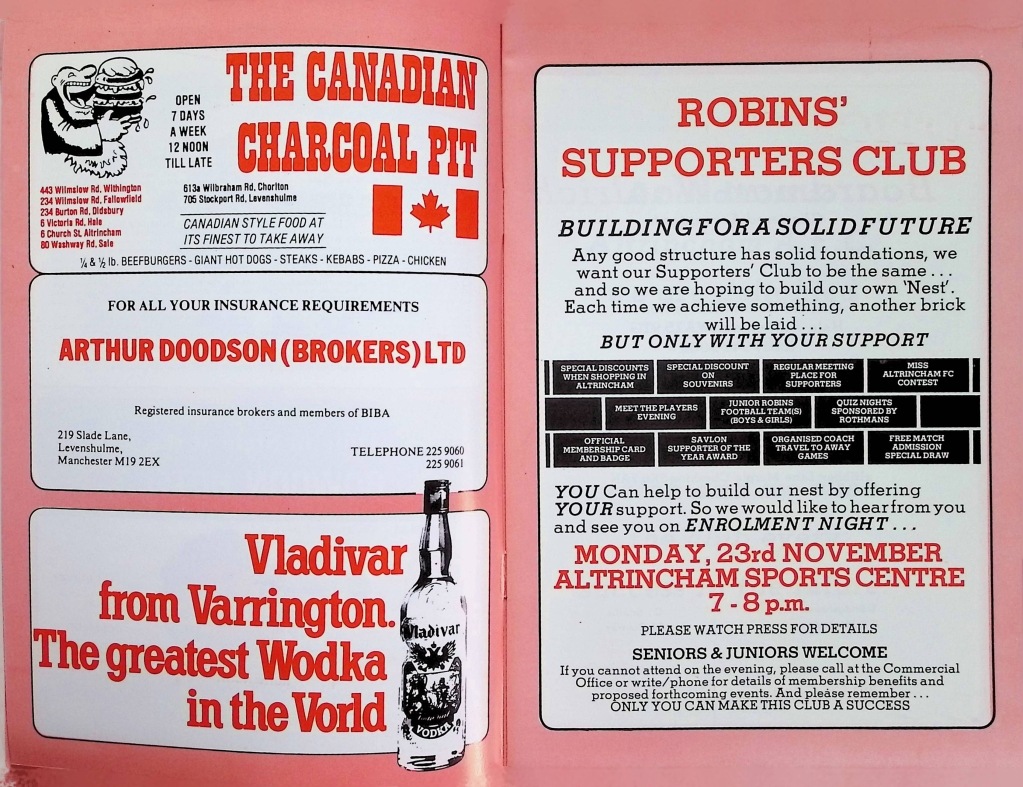 THE CANADIAN
CHARCOAL PIT
OPEN
7 DAYS
A WEEK
12 NOON
TILL LATE
443 Wilmslow Rd, Withington
234 Wilmslow Rd, Fallowfield
234 Burton Rd, Didsbury
6 Victoria Rd, Hale
6 Church St, Altrincham
80 Washway Rd, Sale
613a Wilbraham Rd, Chorlton
705 Stockport Rd, Levenshulme
CANADIAN STYLE FOOD AT
ITS FINEST TO TAKE AWAY
¼ & ½ lb. BEEFBURGERS - GIANT HOT DOGS - STEAKS - KEBABS - PIZZA - CHICKEN
FOR ALL YOUR INSURANCE REQUIREMENTS
ARTHUR DOODSON (BROKERS) LTD
Registered insurance brokers and members of BIBA
219 Slade Lane,
Levenshulme,
Manchester M19 2EX
TELEPHONE 225 9060
225 9061
Vladivar
from Varrington.
The greatest Wodka
in the Vorld
Vladivar
VODKA
ROBINS'
SUPPORTERS CLUB
BUILDING FOR A SOLID FUTURE
Any good structure has solid foundations, we
want our Supporters' Club to be the same ...
and so we are hoping to build our own 'Nest'.
Each time we achieve something, another brick
will be laid ...
BUT ONLY WITH YOUR SUPPORT
SPECIAL DISCOUNTS
WHEN SHOPPING IN
ALTRINCHAM
SPECIAL DISCOUNT
ON
SOUVENIRS
REGULAR MEETING
PLACE FOR
SUPPORTERS
MISS
ALTRINCHAM FC
CONTEST
MEET THE PLAYERS
EVENING
JUNIOR ROBINS
FOOTBALL TEAM(S)
(BOYS & GIRLS)
QUIZ NIGHTS
SPONSORED BY
ROTHMANS
OFFICIAL
MEMBERSHIP CARD
AND BADGE
SAVLON
SUPPORTER OF THE
YEAR AWARD
ORGANISED COACH
TRAVEL TO AWAY
GAMES
FREE MATCH
ADMISSION
SPECIAL DRAW
YOU Can help to build our nest by offering
YOUR support. So we would like to hear from you
and see you on ENROLMENT NIGHT ...
MONDAY, 23rd NOVEMBER
ALTRINCHAM SPORTS CENTRE
7 - 8 p.m.
PLEASE WATCH PRESS FOR DETAILS
SENIORS & JUNIORS WELCOME
If you cannot attend on the evening, please call at the Commercial
Office or write/phone for details of membership benefits and
proposed forthcoming events. And please remember ...
ONLY YOU CAN MAKE THIS CLUB A SUCCESS